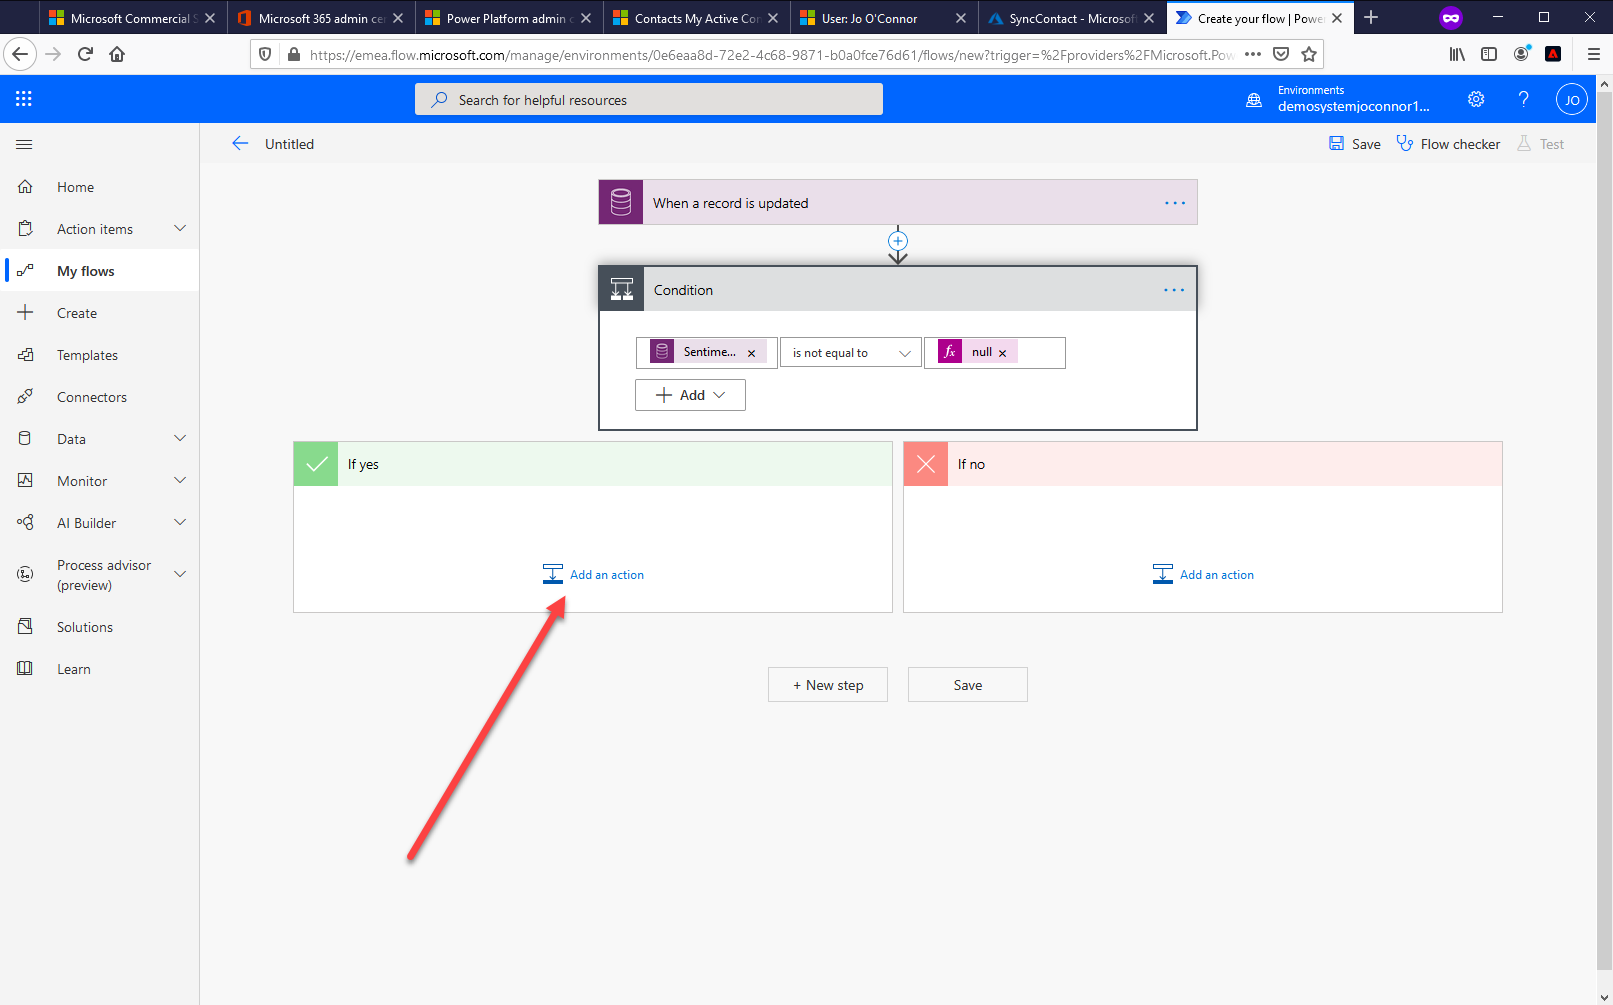 Microsoft Commercial S
Microsoft 365 admin ce
Power Platform admin c
Contacts My Active Con
User: Jo O'Connor
SyncContact - Microsoft
Create your flow | Power
https://emea.flow.microsoft.com/manage/environments/0e6eaa8d-72e2-4c68-9871-b0a0fce76d61/flows/new?trigger=%2Fproviders%2FMicrosoft.Pow
Search for helpful resources
Environments
demosystemjoconnor1...
?
JO
Untitled
Save
Flow checker
Test
Home
Action items
My flows
Create
Templates
Connectors
Data
Monitor
AI Builder
Process advisor
(preview)
Solutions
Learn
When a record is updated
Condition
Sentime...
is not equal to
fx
null
+ Add
If yes
Add an action
If no
Add an action
+ New step
Save